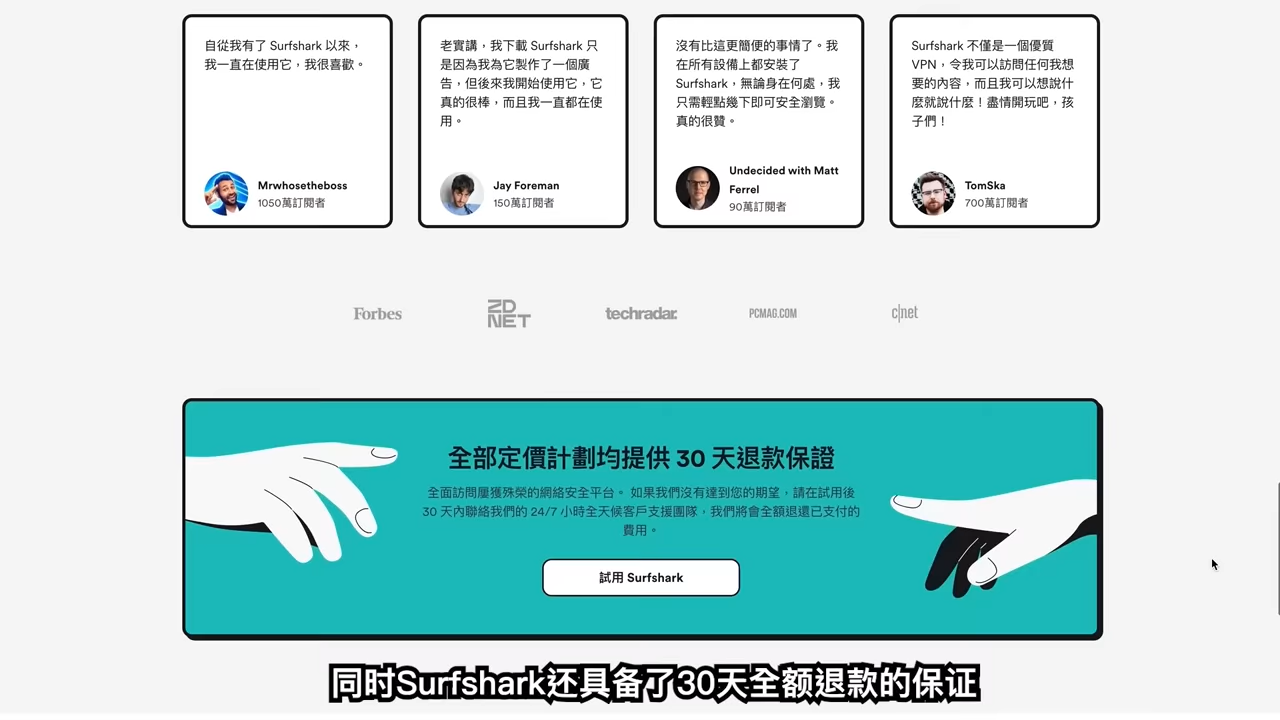 自從我有了 Surfshark 以來，
我一直在使用它，我很喜歡。
Mrwhosetheboss
1050萬訂閱者
老實講，我下載 Surfshark 只
是因為我為它製作了一個廣
告，但後來我開始使用它，它
真的很棒，而且我一直都在使
用。
Jay Foreman
150萬訂閱者
沒有比這更簡便的事情了。我
在所有設備上都安裝了
Surfshark，無論身在何處，我
只需輕點幾下即可安全瀏覽。
真的很贊。
Undecided with Matt
Ferrel
90萬訂閱者
Surfshark 不僅是一個優質
VPN，令我可以訪問任何我想
要的內容，而且我可以想說什
麼就說什麼！盡情開玩吧，孩
子們！
TomSka
700萬訂閱者
Forbes
ZD
NET
techradar.
PCMAG.COM
c|net
全部定價計劃均提供 30 天退款保證
全面訪問屢獲殊榮的網絡安全平台。 如果我們沒有達到您的期望，請在試用後
30 天內聯絡我們的 24/7 小時全天候客戶支援團隊，我們將會全額退還已支付的
費用。
試用 Surfshark
同时Surfshark还具备了30天全额退款的保证